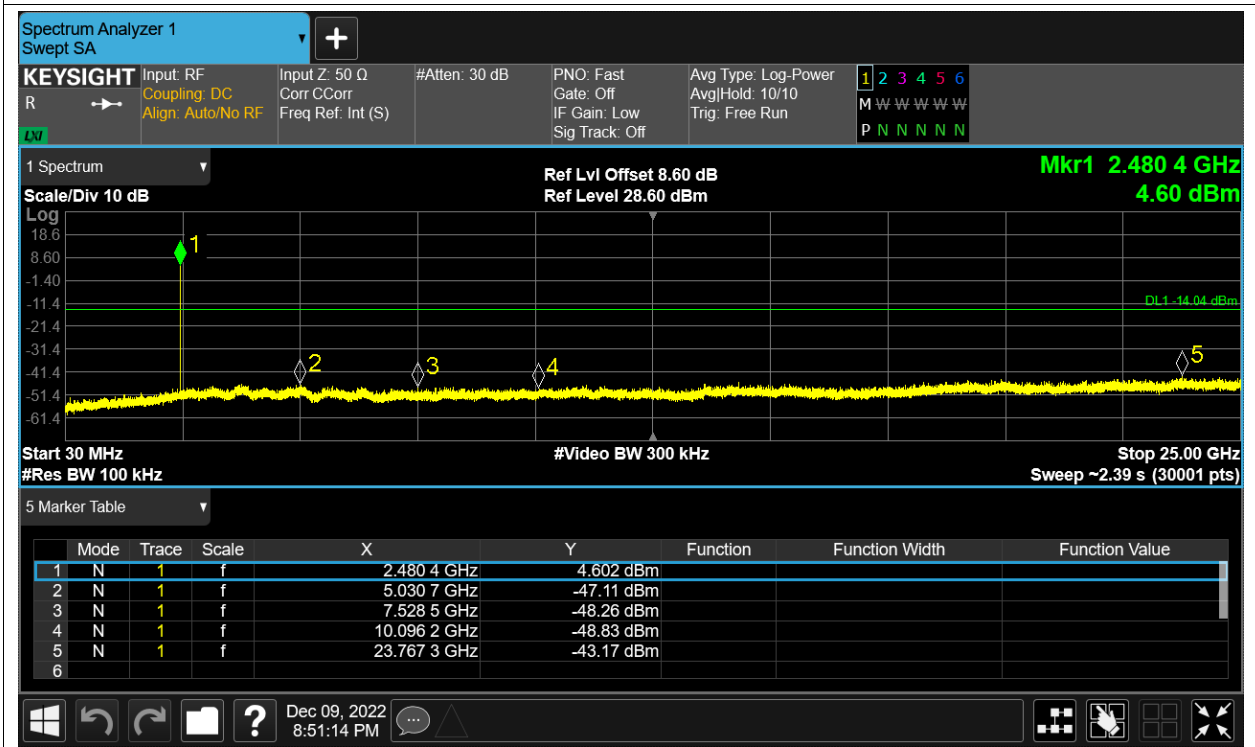 Spectrum Analyzer 1
Swept SA
KEYSIGHT Input: RF Input Z: 50 Ω #Atten: 30 dB PNO: Fast Avg Type: Log-Power 1 2 3 4 5 6
R Coupling: DC Corr CCorr Gate: Off Avg|Hold: 10/10 M W W W W W
Align: Auto/No RF Freq Ref: Int (S) IF Gain: Low Trig: Free Run
LXI Sig Track: Off P N N N N N
1 Spectrum Ref Lvl Offset 8.60 dB Mkr1 2.480 4 GHz
Scale/Div 10 dB Ref Level 28.60 dBm 4.60 dBm
Log
18.6
1
8.60
-1.40
-11.4
DL1 -14.04 dBm
-21.4
-31.4
2 3 4 5
-41.4
-51.4
-61.4
Start 30 MHz #Video BW 300 kHz Stop 25.00 GHz
#Res BW 100 kHz Sweep ~2.39 s (30001 pts)
5 Marker Table
Mode Trace Scale X Y Function Function Width Function Value
1 N 1 f 2.480 4 GHz 4.602 dBm
2 N 1 f 5.030 7 GHz -47.11 dBm
3 N 1 f 7.528 5 GHz -48.26 dBm
4 N 1 f 10.096 2 GHz -48.83 dBm
5 N 1 f 23.767 3 GHz -43.17 dBm
6
? Dec 09, 2022
8:51:14 PM